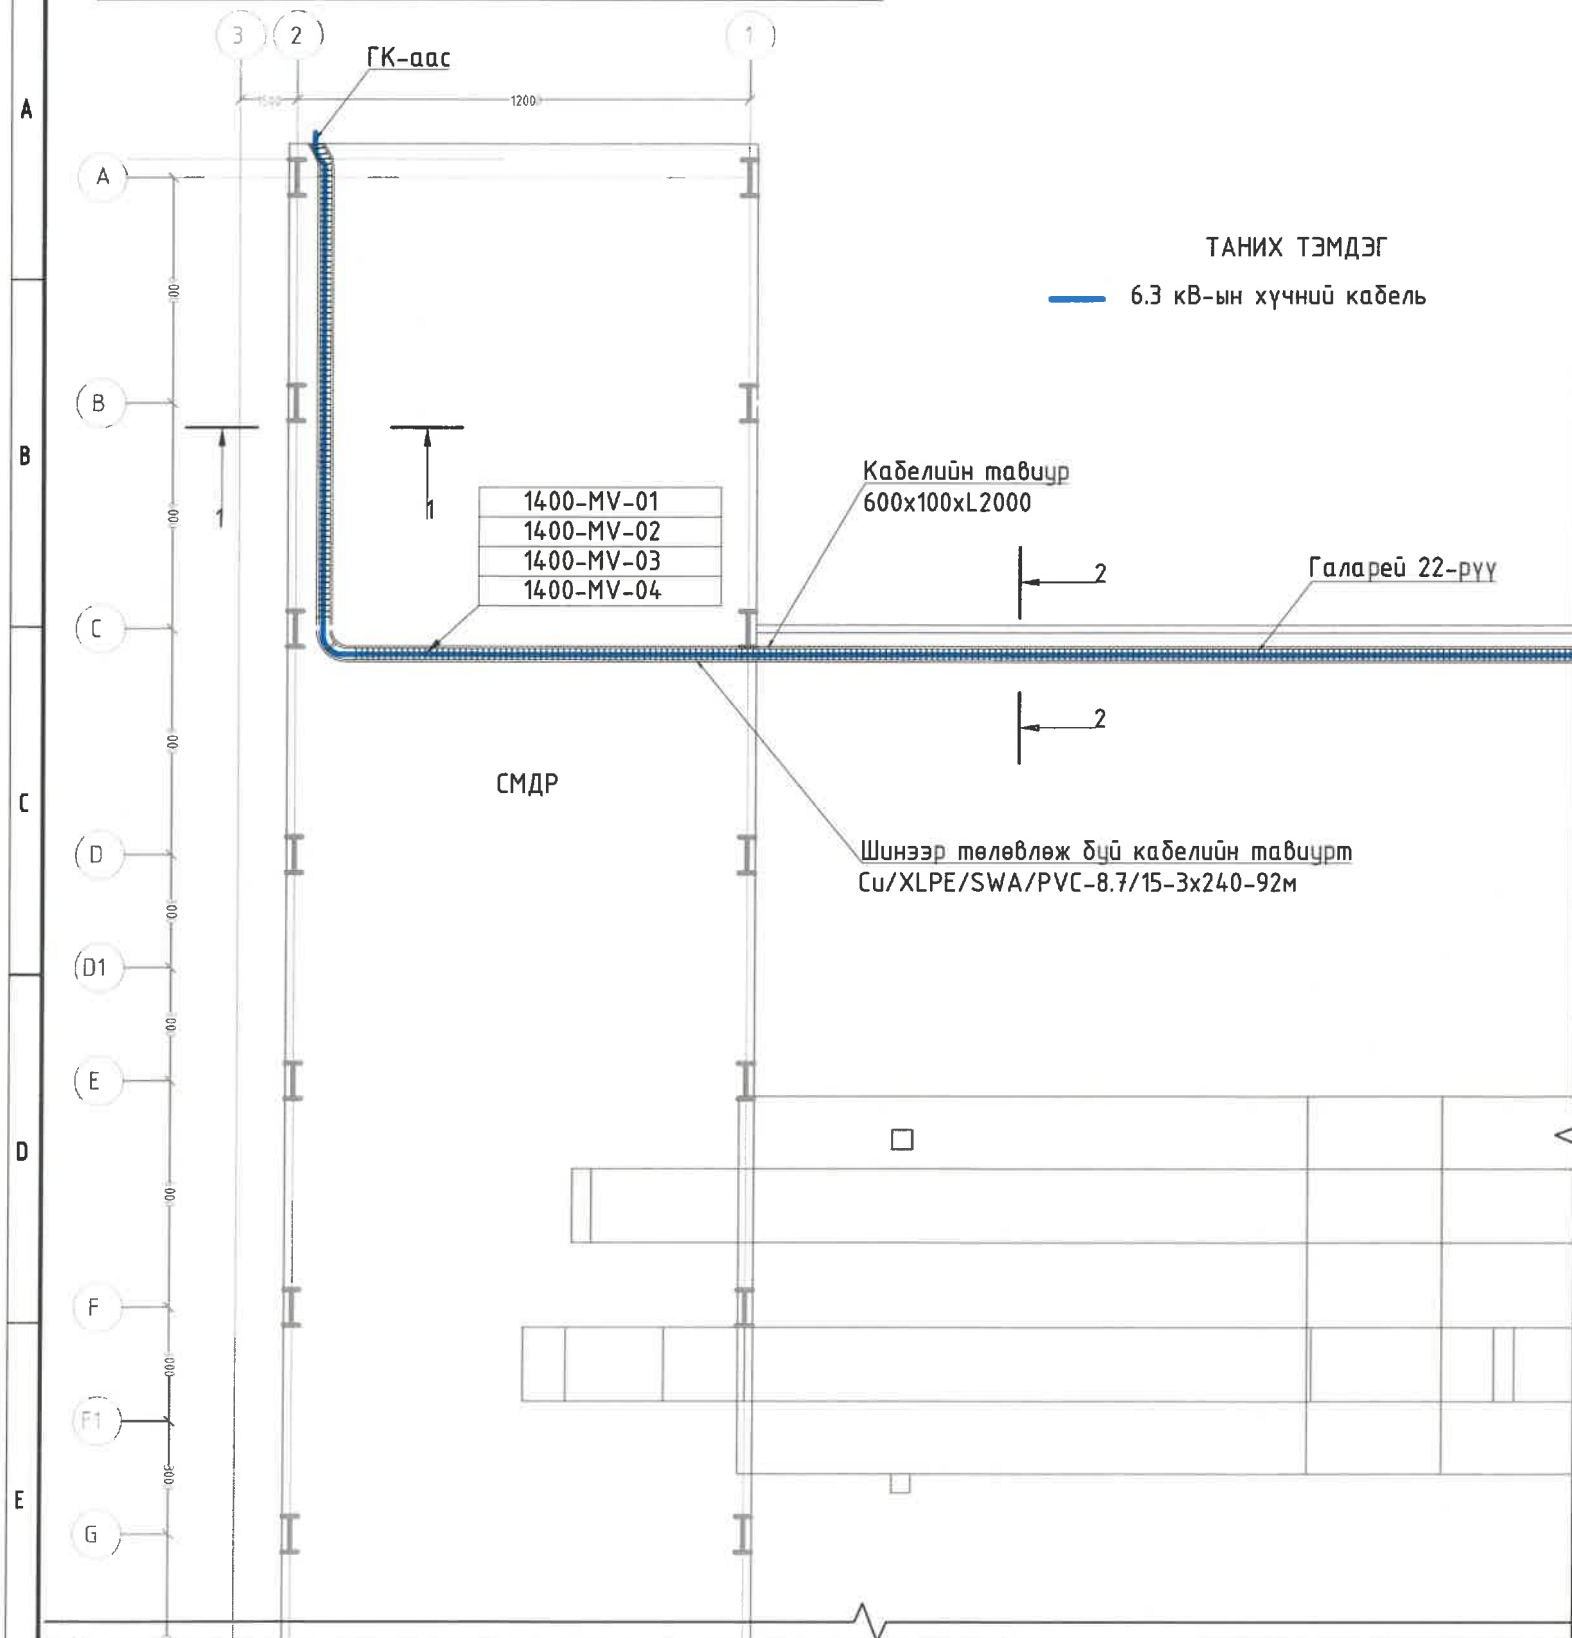 3
2
1
ГК-аас
1200
A
A
ТАНИХ ТЭМДЭГ
6.3 кВ-ын хүчний кабель
B
B
1
1
1400-MV-01
1400-MV-02
1400-MV-03
1400-MV-04
Кабелийн тавиур
600x100xL2000
2
Галарей 22-рүү
C
2
СМДР
C
D
Шинээр төлөвлөж буй кабелийн тавиурт
Cu/XLPE/SWA/PVC-8.7/15-3x240-92м
D1
E
D
F
F1
E
G